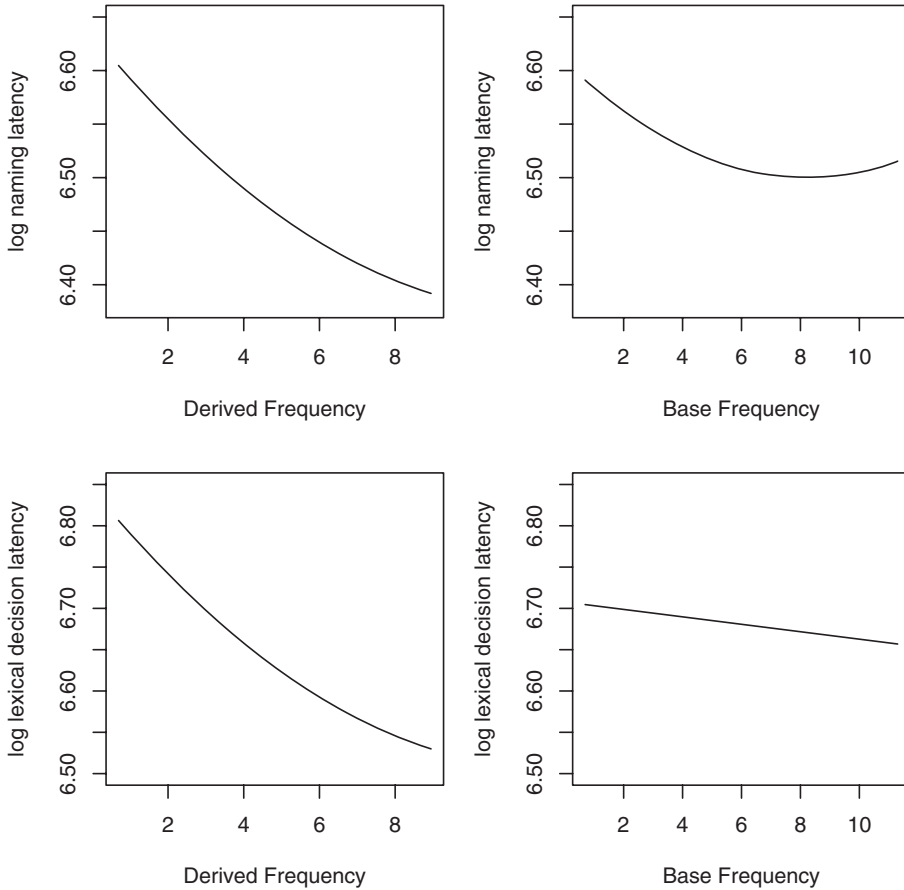 log naming latency
6.60
6.50
6.40
2 4 6 8
Derived Frequency
log naming latency
6.60
6.50
6.40
2 4 6 8 10
Base Frequency
log lexical decision latency
6.80
6.70
6.60
6.50
2 4 6 8
Derived Frequency
log lexical decision latency
6.80
6.70
6.60
6.50
2 4 6 8 10
Base Frequency